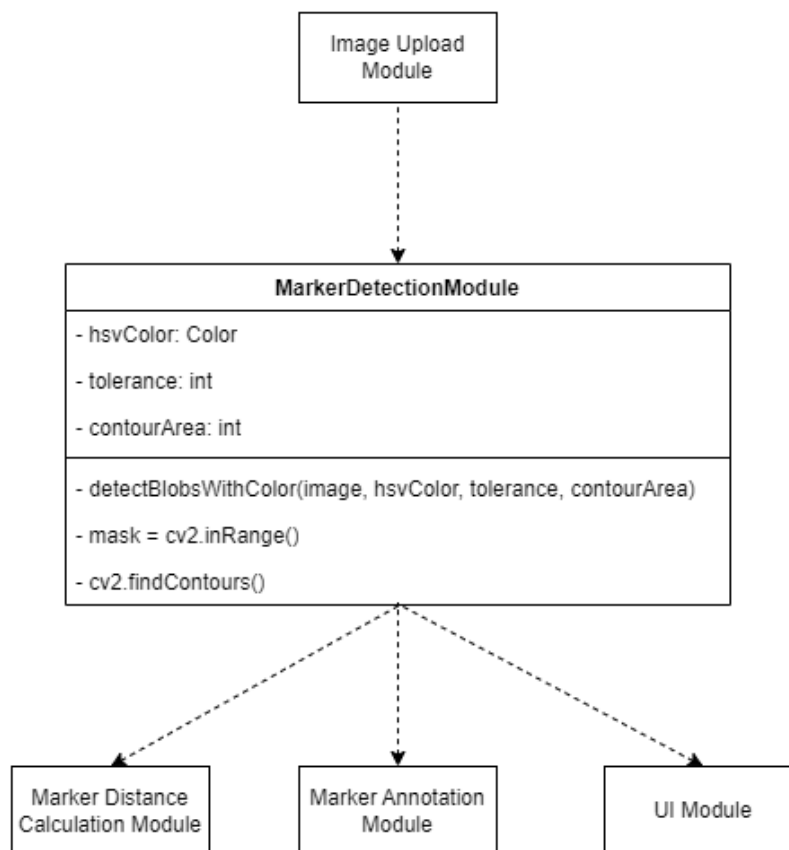 Image Upload
Module
MarkerDetectionModule
- hsvColor: Color
- tolerance: int
- contourArea: int
- detectBlobsWithColor(image, hsvColor, tolerance, contourArea)
- mask = cv2.inRange()
- cv2.findContours()
Marker Distance
Calculation Module
Marker Annotation
Module
UI Module